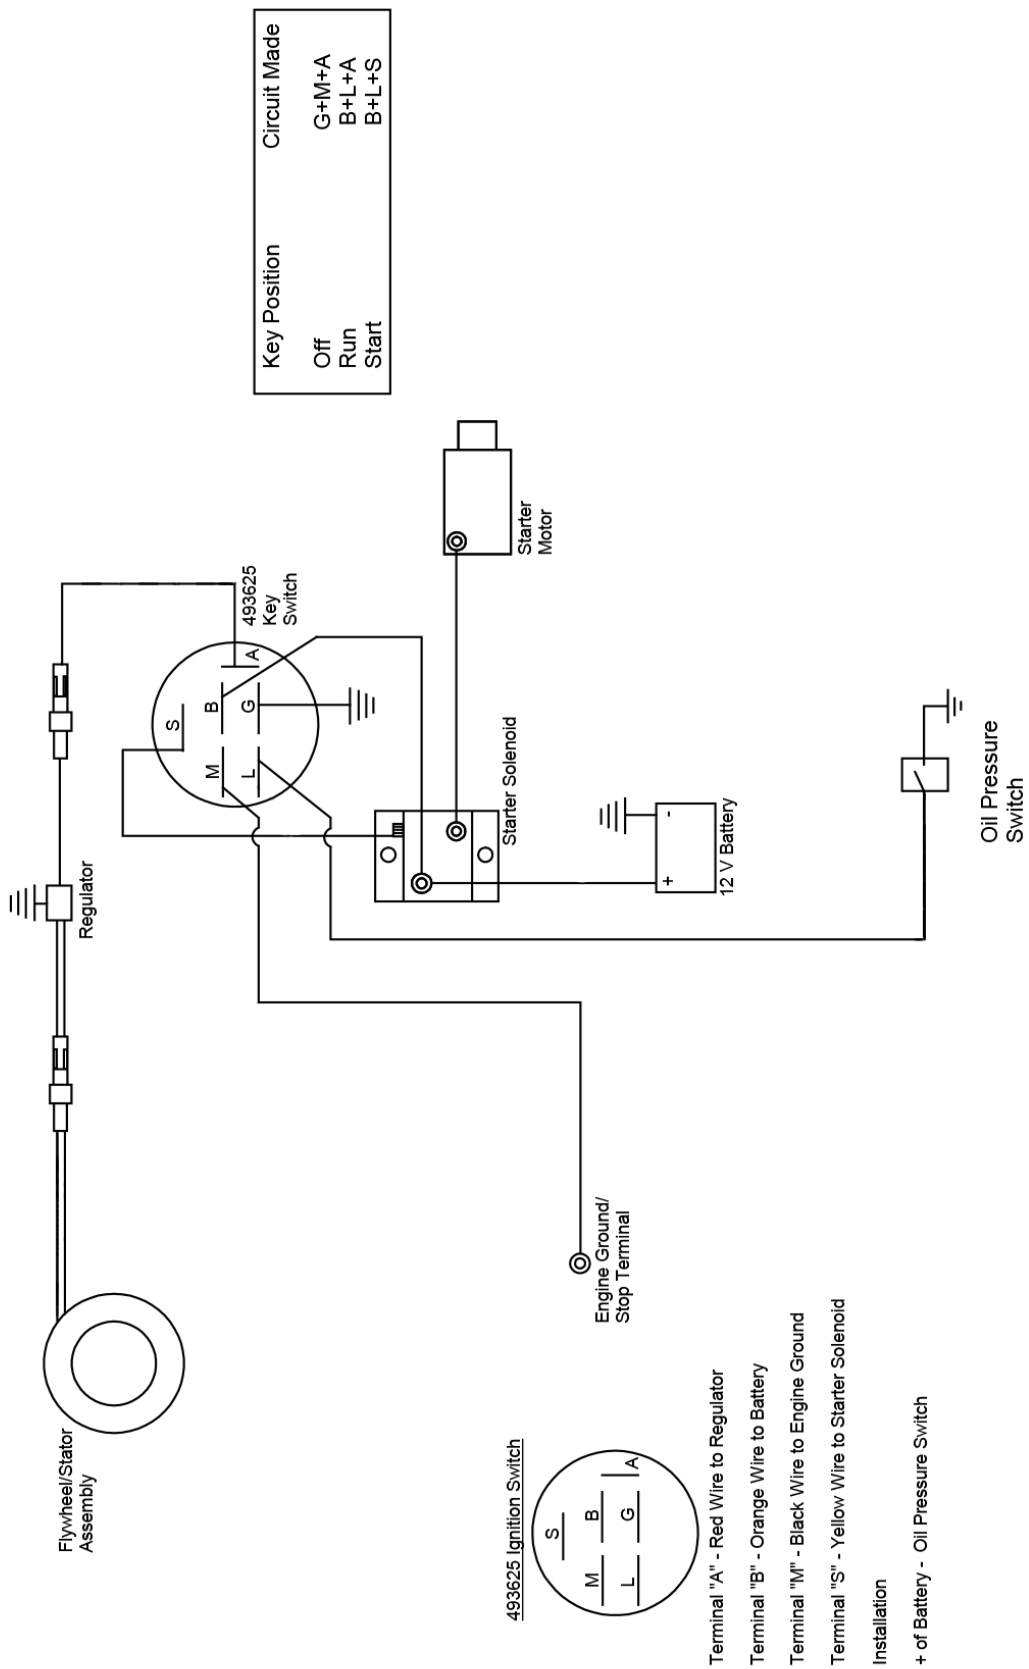 Flywheel/Stator
Assembly
Regulator
S
M
B
L
G
A
493625
Key
Switch
Key Position Circuit Made
Off G+M+A
Run B+L+A
Start B+L+S
Starter Solenoid
Starter
Motor
+
-
12 V Battery
Oil Pressure
Switch
Engine Ground/
Stop Terminal
493625 Ignition Switch
S
M
B
L
G
A
Terminal "A" - Red Wire to Regulator
Terminal "B" - Orange Wire to Battery
Terminal "M" - Black Wire to Engine Ground
Terminal "S" - Yellow Wire to Starter Solenoid
Installation
+ of Battery - Oil Pressure Switch